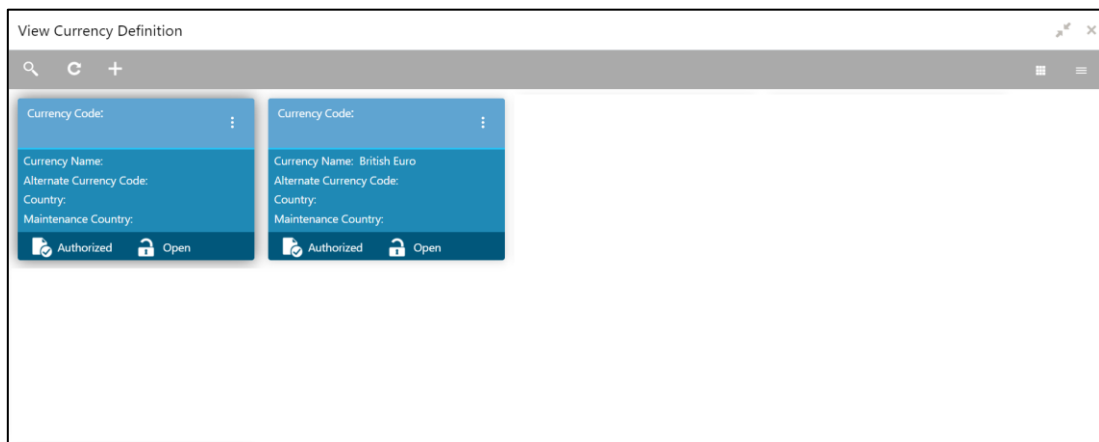 View Currency Definition
Currency Code:
Currency Name:
Alternate Currency Code:
Country:
Maintenance Country:
Authorized Open
Currency Code:
Currency Name: British Euro
Alternate Currency Code:
Country:
Maintenance Country:
Authorized Open